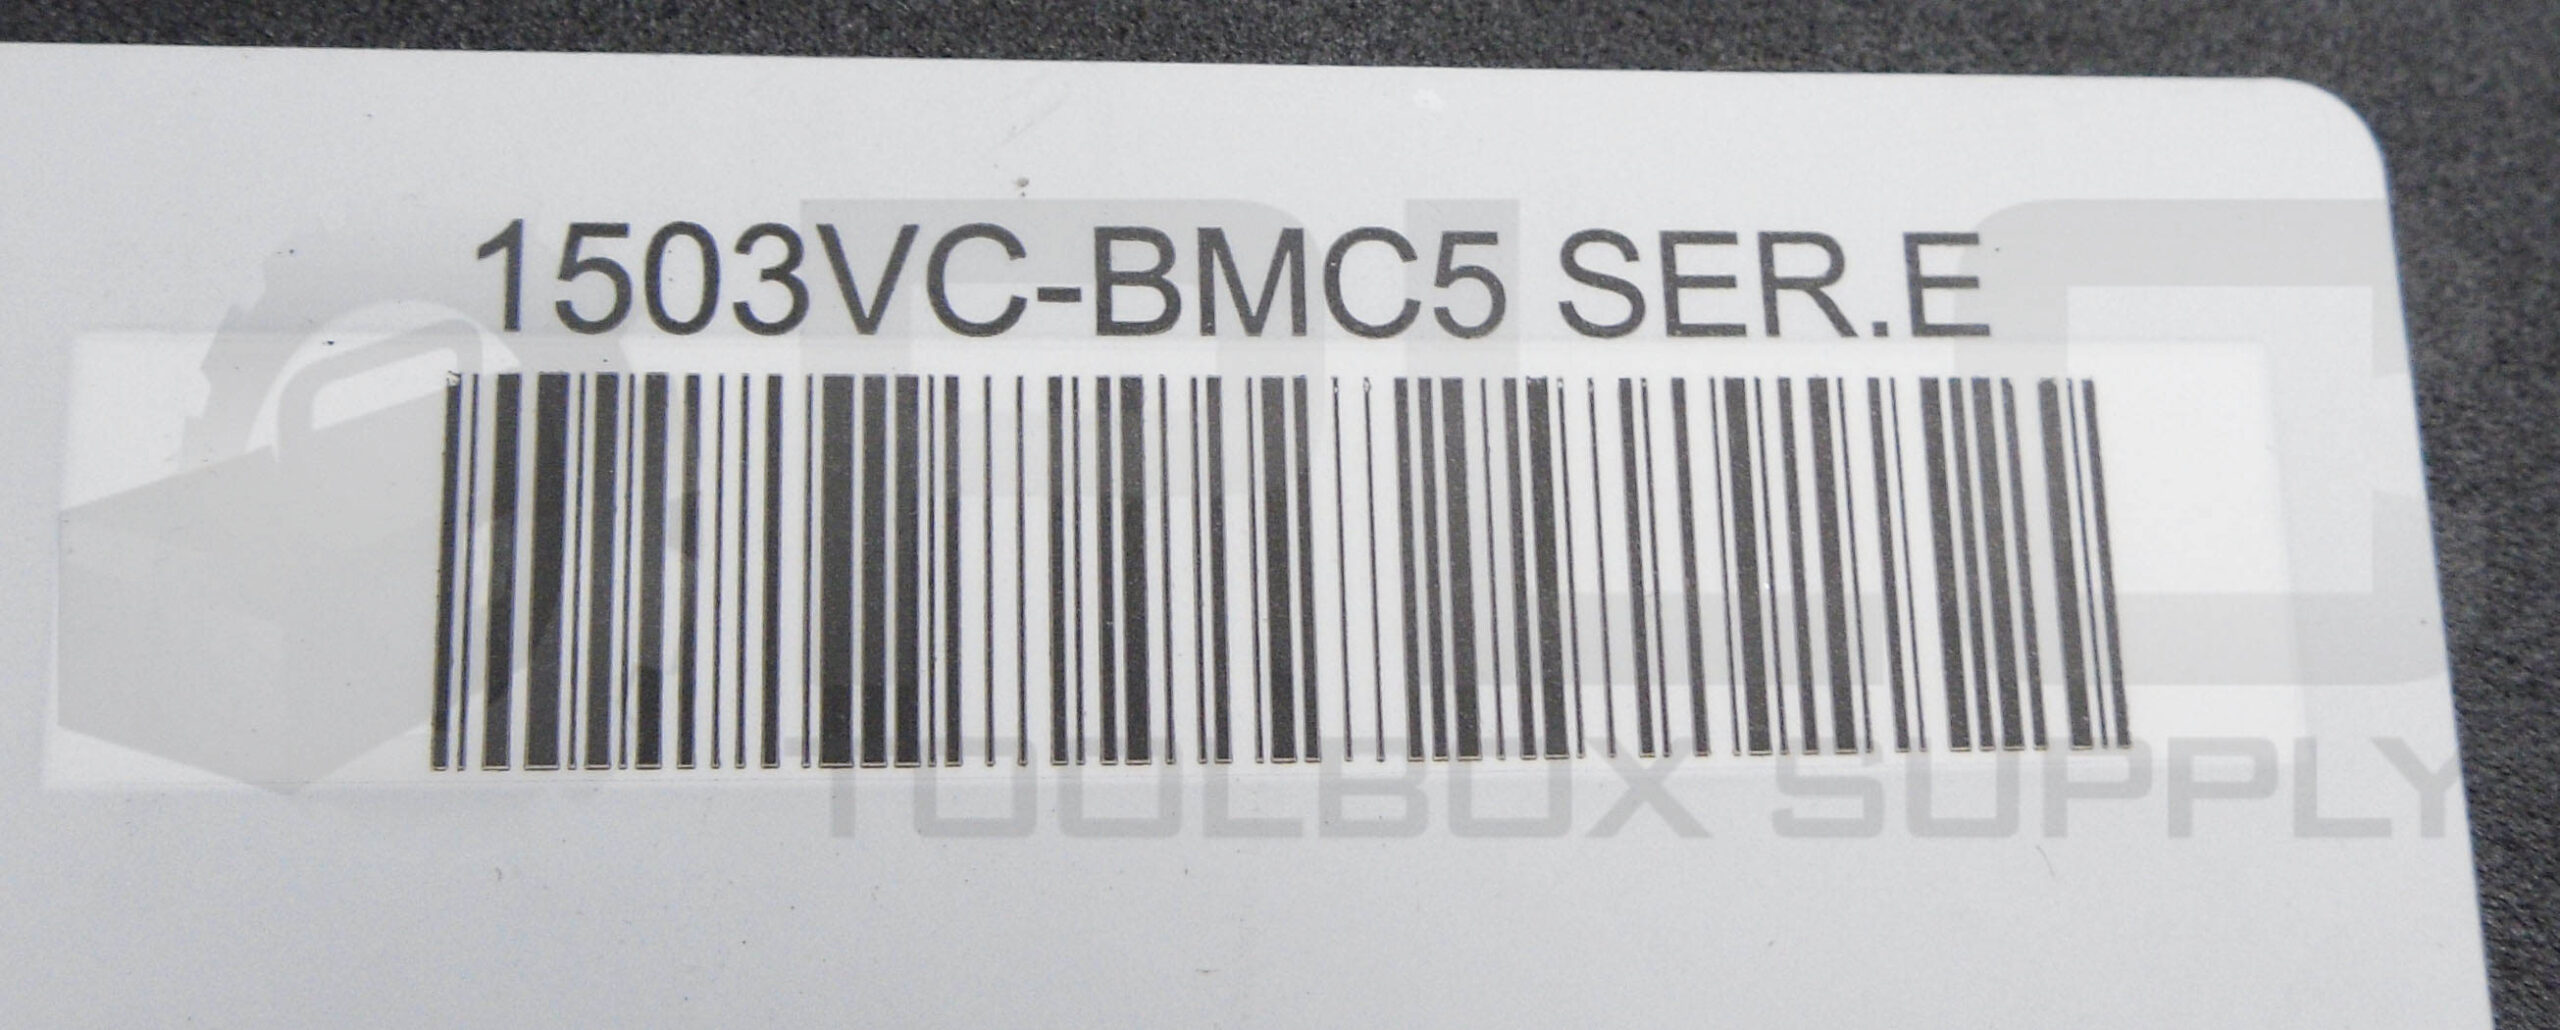 1503VC-BMC5 SER.E
TOOLBOX SUPPLY